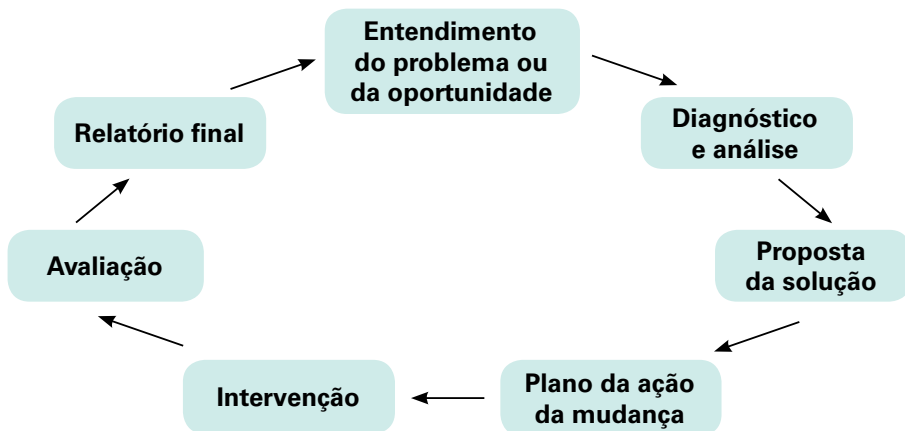 Entendimento
do problema ou
da oportunidade
Diagnóstico
e análise
Proposta
da solução
Plano da ação
da mudança
Intervenção
Avaliação
Relatório final